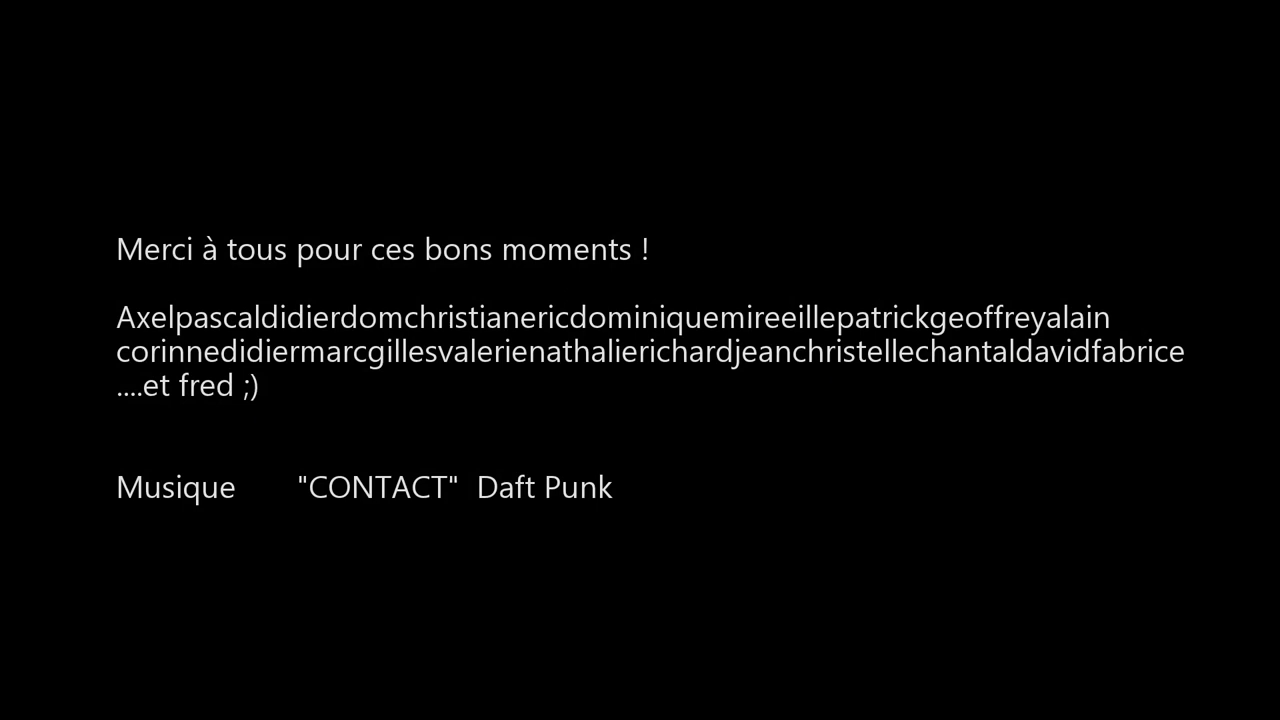 Merci à tous pour ces bons moments !
Axelpascaldidierdomchristianericdominiquemireeillepatrickgeoffreyalain
corinnedidiermarcgillesvalerienathalierichardjeanchristellechantaldavidfabrice
....et fred ;)
Musique "CONTACT" Daft Punk